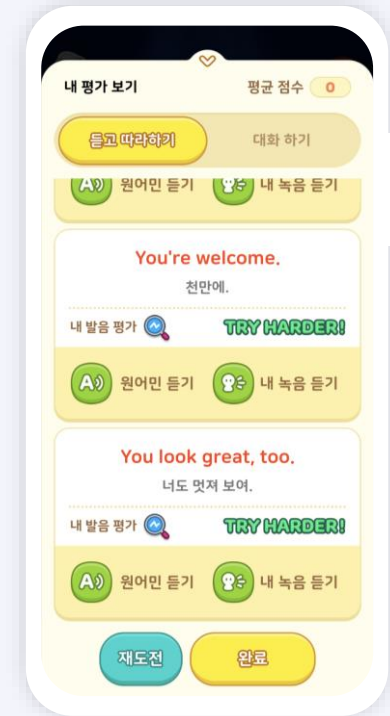 내 평가 보기 평균 점수 0
듣고 따라하기 대화 하기
원어민 듣기 내 녹음 듣기
You're welcome.
천만에.
내 발음 평가 TRY HARDER!
A 원어민 듣기 내 녹음 듣기
You look great, too.
너도 멋져 보여.
내 발음 평가 TRY HARDER!
A 원어민 듣기 내 녹음 듣기
재도전 완료